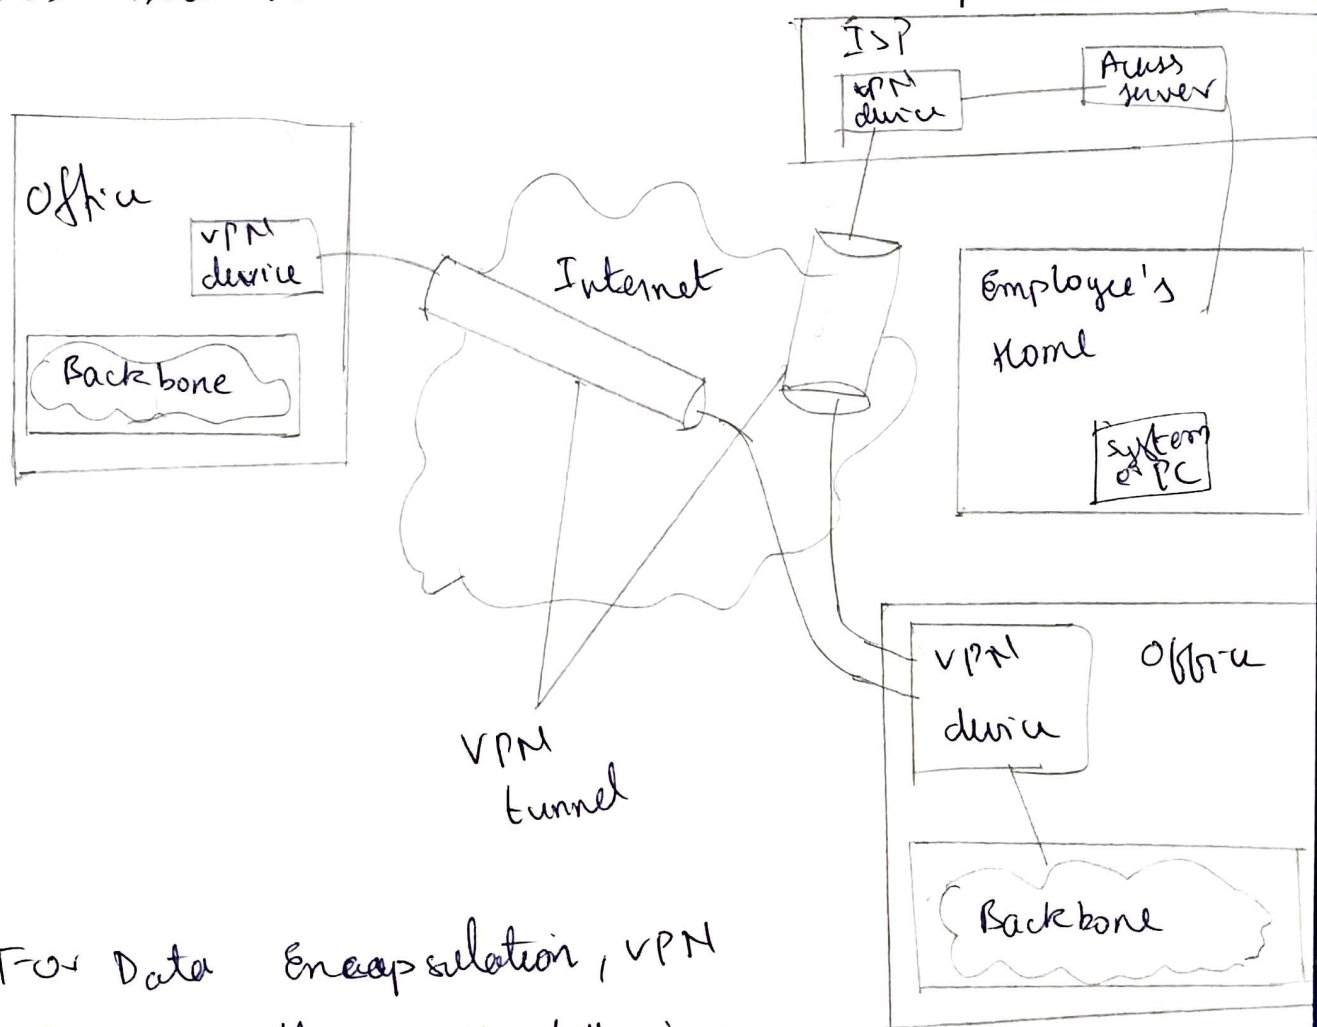 ISP
VPN
device
Access
server
Office
VPN
device
Internet
Employee's
Home
Backbone
system
or PC
VPN
device
Office
VPN
tunnel
Backbone
For Data Encapsulation, VPN